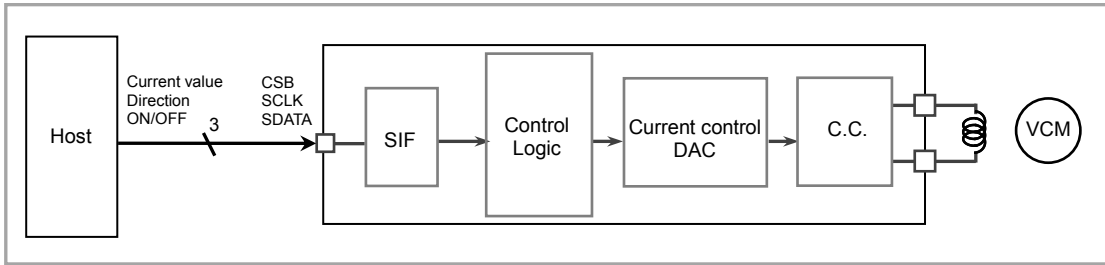 Host
Current value
Direction
ON/OFF
3
CSB
SCLK
SDATA
SIF
Control
Logic
Current control
DAC
C.C.
VCM